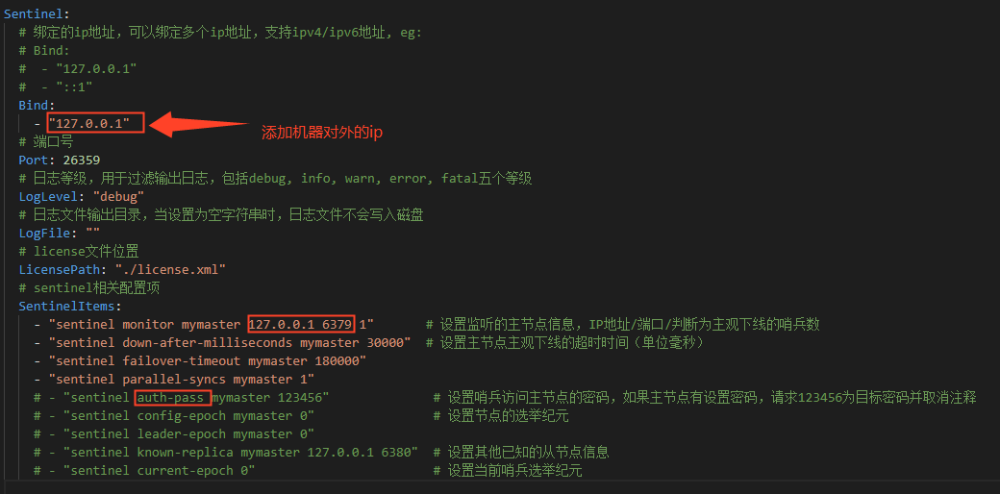 Sentinel:
# 绑定的ip地址，可以绑定多个ip地址，支持ipv4/ipv6地址, eg:
# Bind:
#  - "127.0.0.1"
#  - "::1"
Bind:
- "127.0.0.1"
添加机器对外的ip
# 端口号
Port: 26359
# 日志等级，用于过滤输出日志，包括debug, info, warn, error, fatal五个等级
LogLevel: "debug"
# 日志文件输出目录，当设置为空字符串时，日志文件不会写入磁盘
LogFile: ""
# license文件位置
LicensePath: "./license.xml"
# sentinel相关配置项
SentinelItems:
- "sentinel monitor mymaster 127.0.0.1 6379 1" # 设置监听的主节点信息，IP地址/端口/判断为主观下线的哨兵数
- "sentinel down-after-milliseconds mymaster 30000" # 设置主节点主观下线的超时时间（单位毫秒）
- "sentinel failover-timeout mymaster 180000"
- "sentinel parallel-syncs mymaster 1"
# - "sentinel auth-pass mymaster 123456" # 设置哨兵访问主节点的密码，如果主节点有设置密码，请求123456为目标密码并取消注释
# - "sentinel config-epoch mymaster 0" # 设置节点的选举纪元
# - "sentinel leader-epoch mymaster 0"
# - "sentinel known-replica mymaster 127.0.0.1 6380" # 设置其他已知的从节点信息
# - "sentinel current-epoch 0" # 设置当前哨兵选举纪元